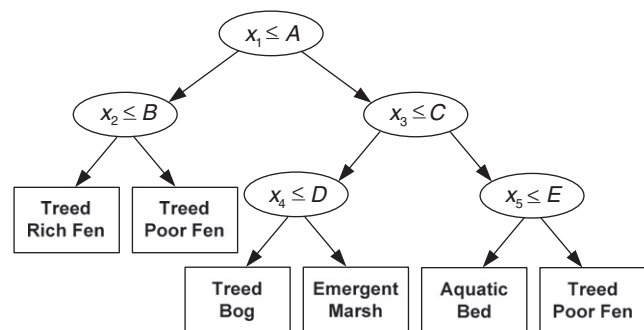 x₁ ≤ A
x₂ ≤ B
x₃ ≤ C
Treed
Rich Fen
Treed
Poor Fen
x₄ ≤ D
x₅ ≤ E
Treed
Bog
Emergent
Marsh
Aquatic
Bed
Treed
Poor Fen